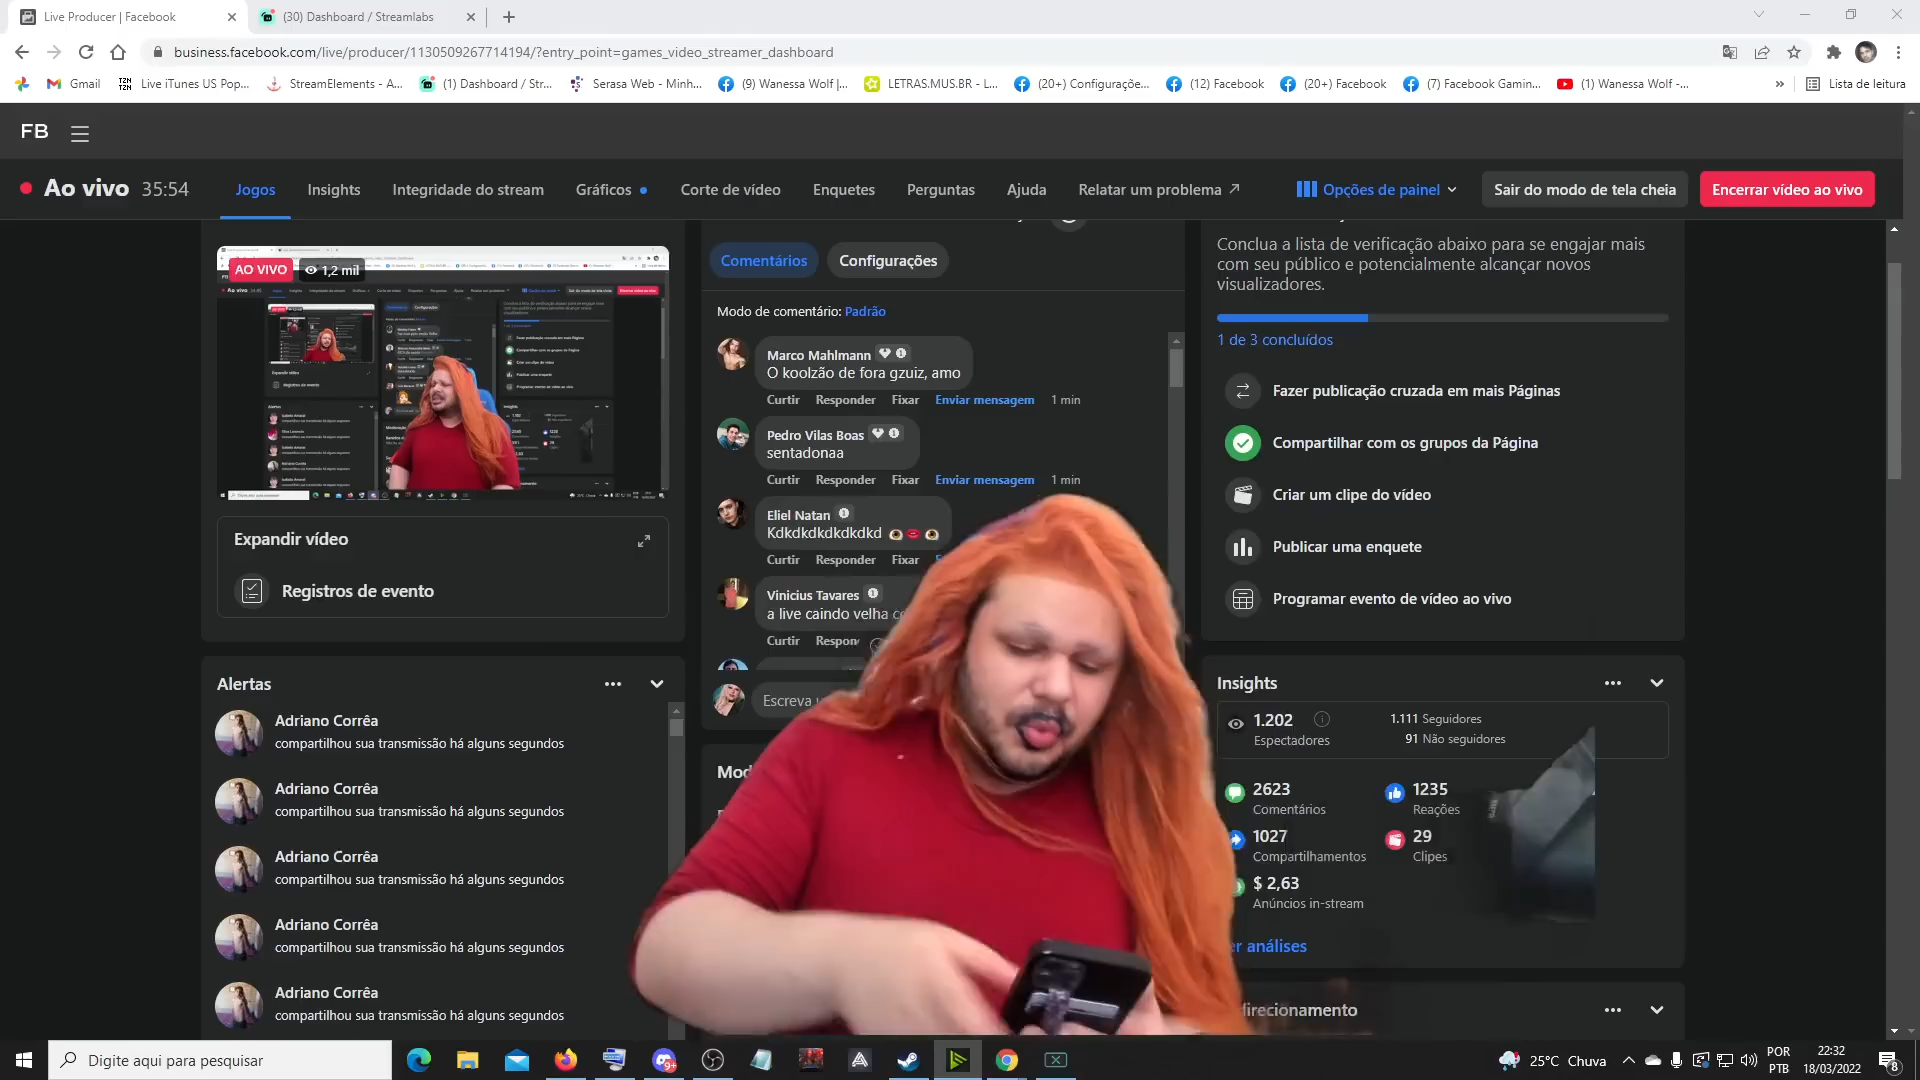 Live Producer | Facebook
(30) Dashboard / Streamlabs
business.facebook.com/live/producer/1130509267714194/?entry_point=games_video_streamer_dashboard
Gmail
Live iTunes US Pop...
StreamElements - A...
(1) Dashboard / Str...
Serasa Web - Minh...
(9) Wanessa Wolf |...
LETRAS.MUS.BR - L...
(20+) Configuraçõe...
(12) Facebook
(20+) Facebook
(7) Facebook Gamin...
(1) Wanessa Wolf -...
Lista de leitura
FB
Ao vivo 35:54
Jogos
Insights
Integridade do stream
Gráficos
Corte de vídeo
Enquetes
Perguntas
Ajuda
Relatar um problema
Opções de painel
Sair do modo de tela cheia
Encerrar vídeo ao vivo
AO VIVO 1,2 mil
Expandir vídeo
Registros de evento
Alertas
Adriano Corrêa
compartilhou sua transmissão há alguns segundos
Adriano Corrêa
compartilhou sua transmissão há alguns segundos
Adriano Corrêa
compartilhou sua transmissão há alguns segundos
Adriano Corrêa
compartilhou sua transmissão há alguns segundos
Adriano Corrêa
compartilhou sua transmissão há alguns segundos
Comentários
Configurações
Modo de comentário: Padrão
Marco Mahlmann
O koolzão de fora gzuiz, amo
Curtir Responder Fixar Enviar mensagem 1 min
Pedro Vilas Boas
sentadonaa
Curtir Responder Fixar Enviar mensagem 1 min
Eliel Natan
Kdkdkdkdkdkdkd 👁️👄👁️
Curtir Responder Fixar
Vinicius Tavares
a live caindo velha
Curtir
Escreva
Conclua a lista de verificação abaixo para se engajar mais
com seu público e potencialmente alcançar novos
visualizadores.
1 de 3 concluídos
Fazer publicação cruzada em mais Páginas
Compartilhar com os grupos da Página
Criar um clipe do vídeo
Publicar uma enquete
Programar evento de vídeo ao vivo
Insights
1.202
Espectadores
1.111 Seguidores
91 Não seguidores
2623
Comentários
1235
Reações
1027
Compartilhamentos
29
Clipes
$ 2,63
Anúncios in-stream
análises
Digite aqui para pesquisar
9+
25°C Chuva
POR
PTB
22:32
18/03/2022
8